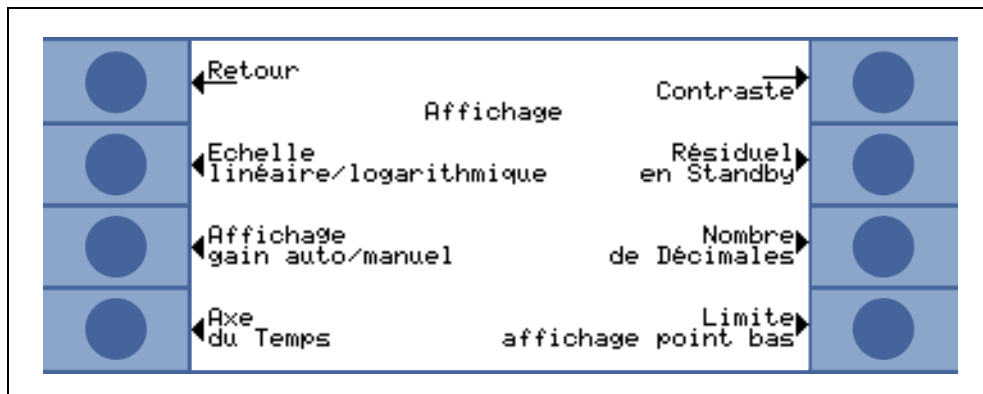 Retour
Contraste
Affichage
Echelle
linéaire/logarithmique
Résiduel
en Standby
Affichage
gain auto/manuel
Nombre
de Décimales
Axe
du Temps
Limite
affichage point bas